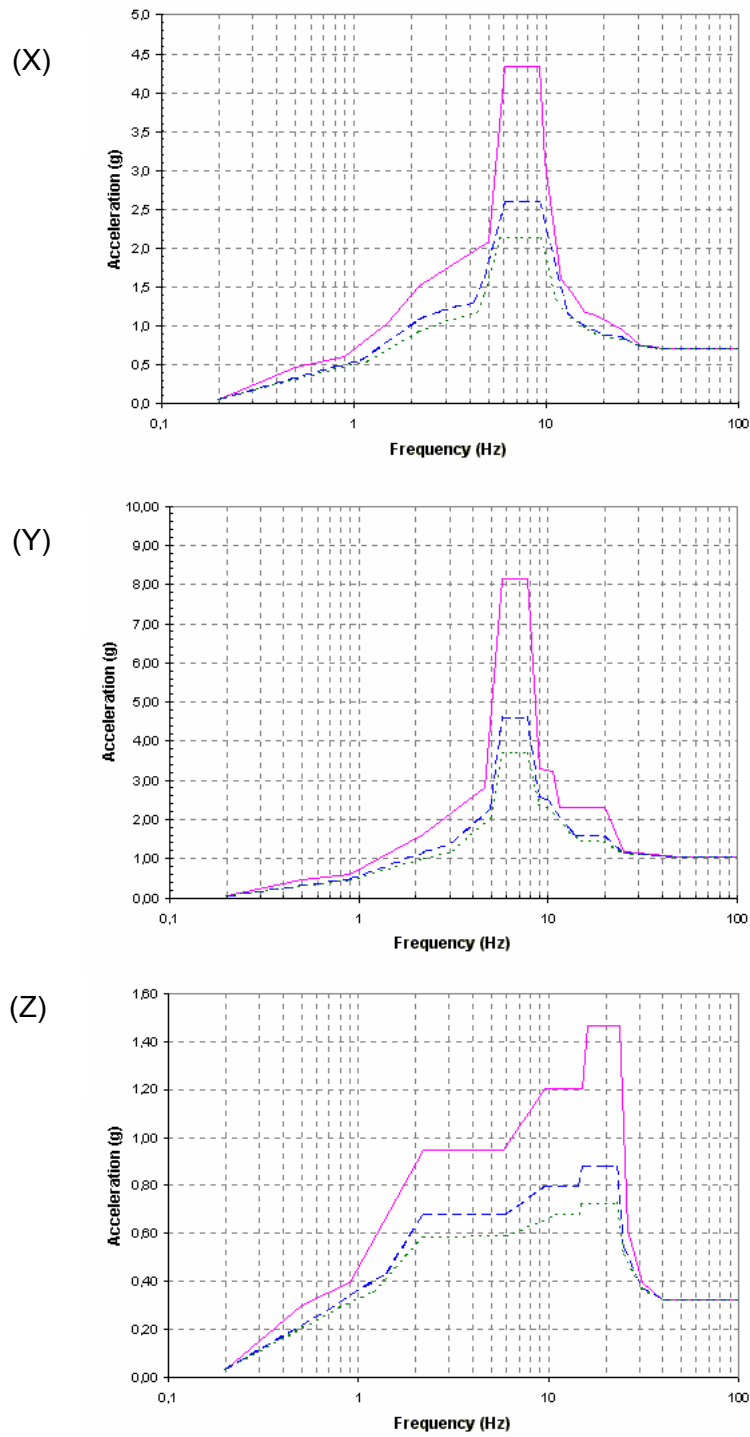 (X)
5,0
4,5
4,0
3,5
3,0
2,5
2,0
1,5
1,0
0,5
0,0
Acceleration (g)
0,1 1 10 100
Frequency (Hz)
(Y)
10,00
9,00
8,00
7,00
6,00
5,00
4,00
3,00
2,00
1,00
0,00
Acceleration (g)
0,1 1 10 100
Frequency (Hz)
(Z)
1,60
1,40
1,20
1,00
0,80
0,60
0,40
0,20
0,00
Acceleration (g)
0,1 1 10 100
Frequency (Hz)